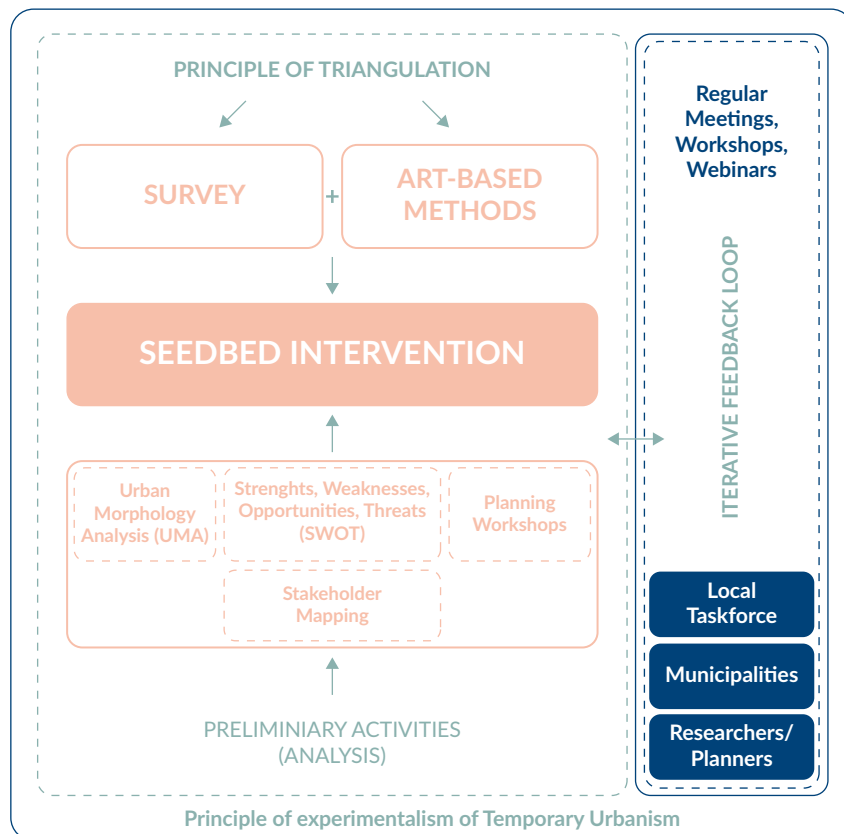 PRINCIPLE OF TRIANGULATION
SURVEY
+
ART-BASED
METHODS
SEEDBED INTERVENTION
Urban
Morphology
Analysis (UMA)
Strenghts, Weaknesses,
Opportunities, Threats
(SWOT)
Planning
Workshops
Stakeholder
Mapping
PRELIMINIARY ACTIVITIES
(ANALYSIS)
Regular
Meetings,
Workshops,
Webinars
ITERATIVE FEEDBACK LOOP
Local
Taskforce
Municipalities
Researchers/
Planners
Principle of experimentalism of Temporary Urbanism